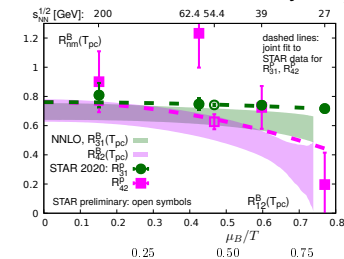 s_NN^1/2 [GeV]: 200 62.4 54.4 39 27
R^B_nm(T_pc)
dashed lines:
joint fit to
STAR data for
R^P_31, R^P_42
NNLO, R^B_31(T_pc)
R^B_42(T_pc)
STAR 2020: R^P_31
R^P_42
STAR preliminary: open symbols
R^B_12(T_pc)
1.2
1
0.8
0.6
0.4
0.2
0
0 0.1 0.2 0.3 0.4 0.5 0.6 0.7 0.8
μ_B/T
0.25 0.50 0.75